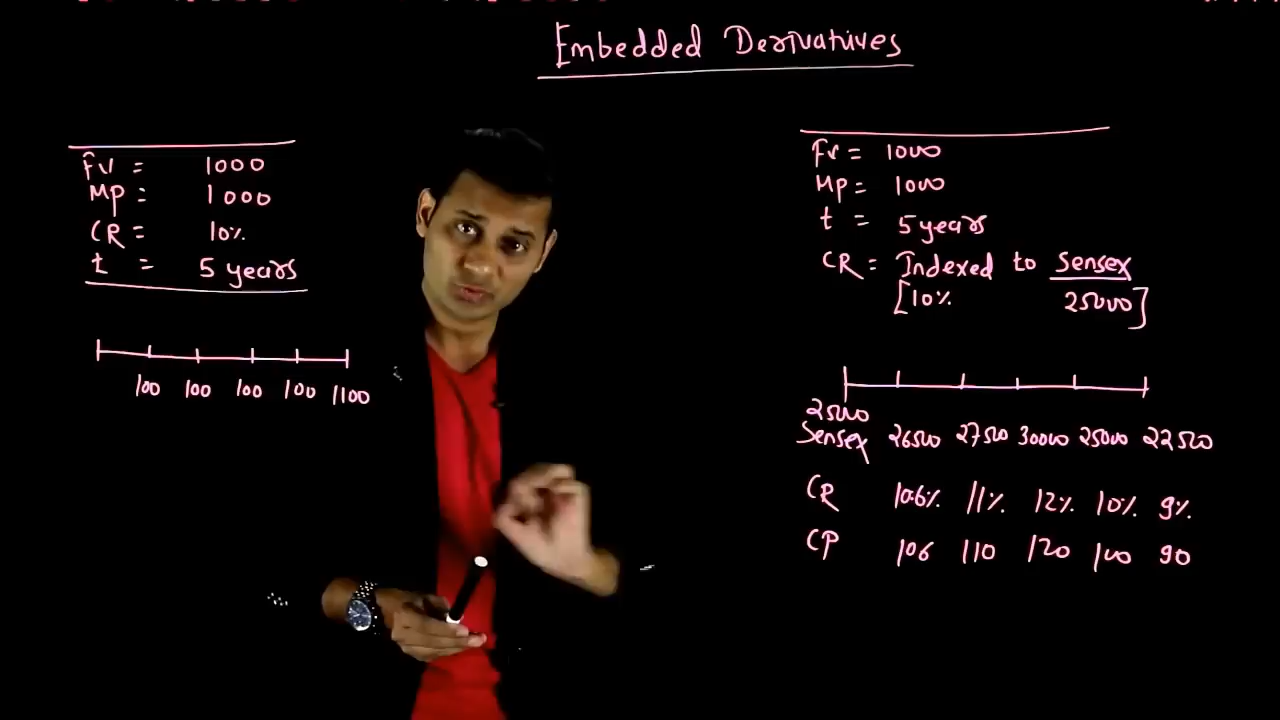 Embedded Derivatives
FV = 1000
MP = 1000
CR = 10%
t = 5 years
100 100 100 100 1100
FV = 1000
MP = 1000
t = 5 years
CR = Indexed to Sensex
[10% 25000]
25000
Sensex 26500 27500 30000 25000 22500
CR 10.6% 11% 12% 10% 9%
CP 106 110 120 100 90